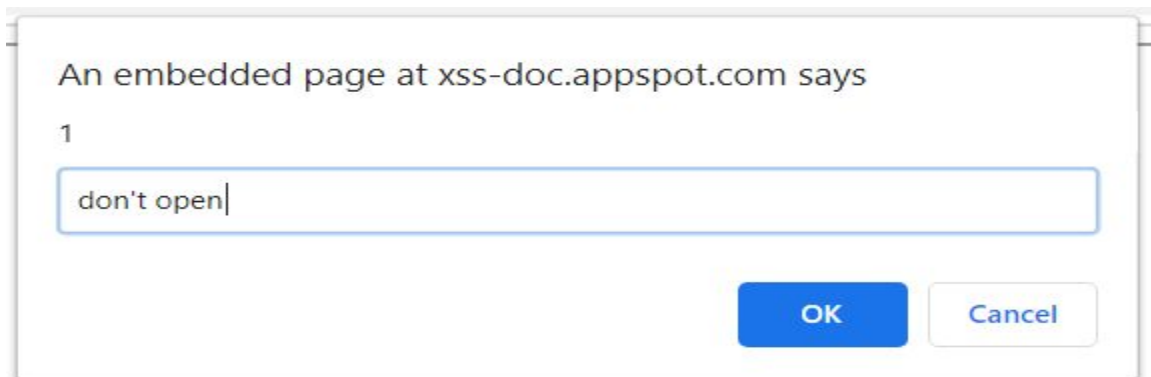 An embedded page at xss-doc.appspot.com says
1
don't open
OK
Cancel